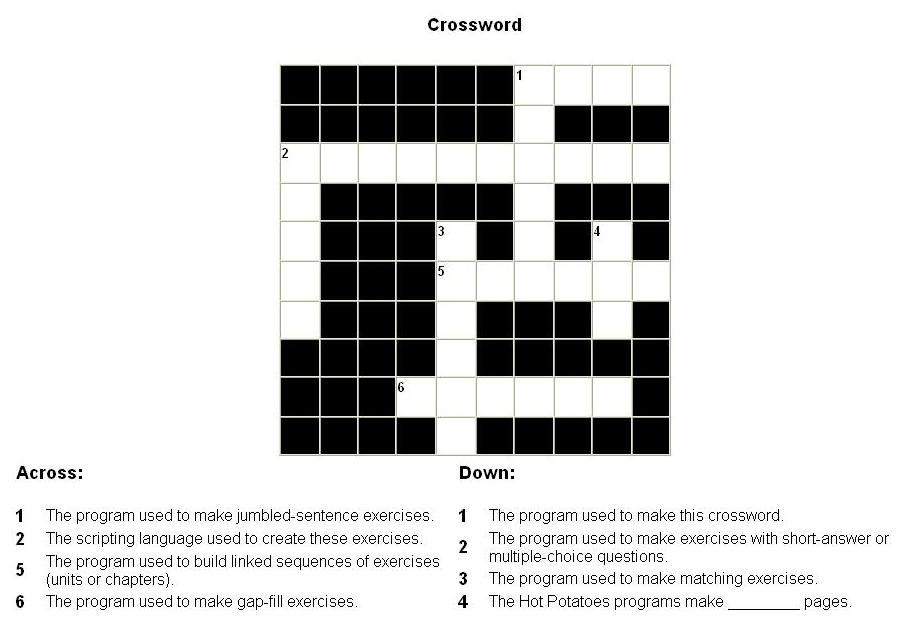 Crossword
1
2
3
4
5
6
Across:
1 The program used to make jumbled-sentence exercises.
2 The scripting language used to create these exercises.
5 The program used to build linked sequences of exercises
(units or chapters).
6 The program used to make gap-fill exercises.
Down:
1 The program used to make this crossword.
2 The program used to make exercises with short-answer or
multiple-choice questions.
3 The program used to make matching exercises.
4 The Hot Potatoes programs make _________ pages.